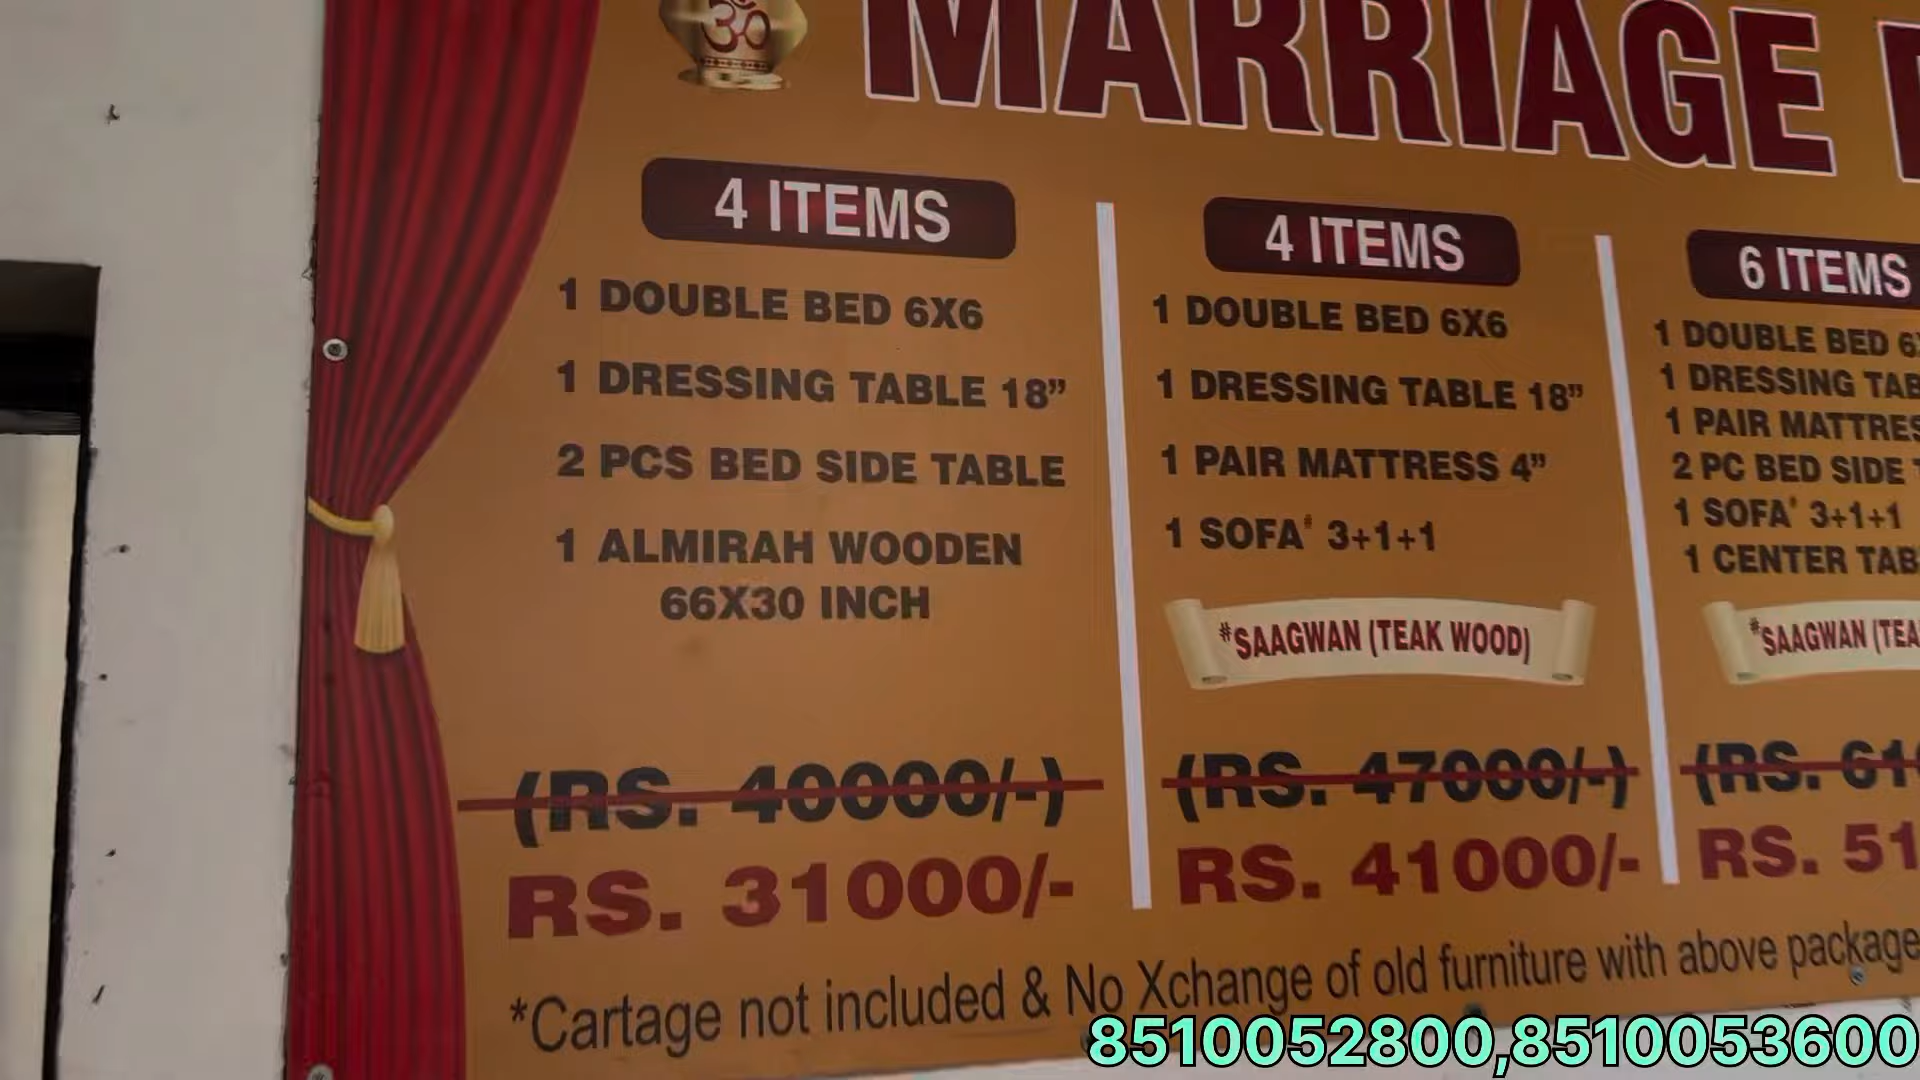 ॐ
MARRIAGE
4 ITEMS
1 DOUBLE BED 6X6
1 DRESSING TABLE 18”
2 PCS BED SIDE TABLE
1 ALMIRAH WOODEN
66X30 INCH
(RS. 40000/-)
RS. 31000/-
4 ITEMS
1 DOUBLE BED 6X6
1 DRESSING TABLE 18”
1 PAIR MATTRESS 4”
1 SOFA# 3+1+1
#SAAGWAN (TEAK WOOD)
(RS. 47000/-)
RS. 41000/-
6 ITEMS
1 DOUBLE BED
1 DRESSING
1 PAIR
2 PC BED SIDE
1 SOFA# 3+1+1
1 CENTER
#SAAGWAN
(RS.
RS.
*Cartage not included & No Xchange of old furniture with above package
8510052800,8510053600